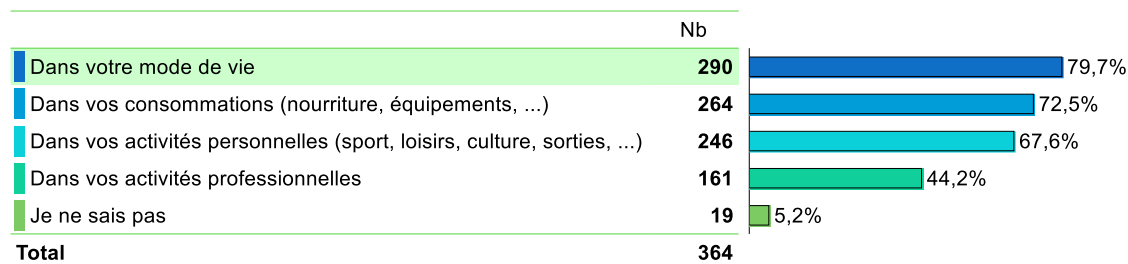 Nb
Dans votre mode de vie 290 79,7%
Dans vos consommations (nourriture, équipements, ...) 264 72,5%
Dans vos activités personnelles (sport, loisirs, culture, sorties, ...) 246 67,6%
Dans vos activités professionnelles 161 44,2%
Je ne sais pas 19 5,2%
Total 364